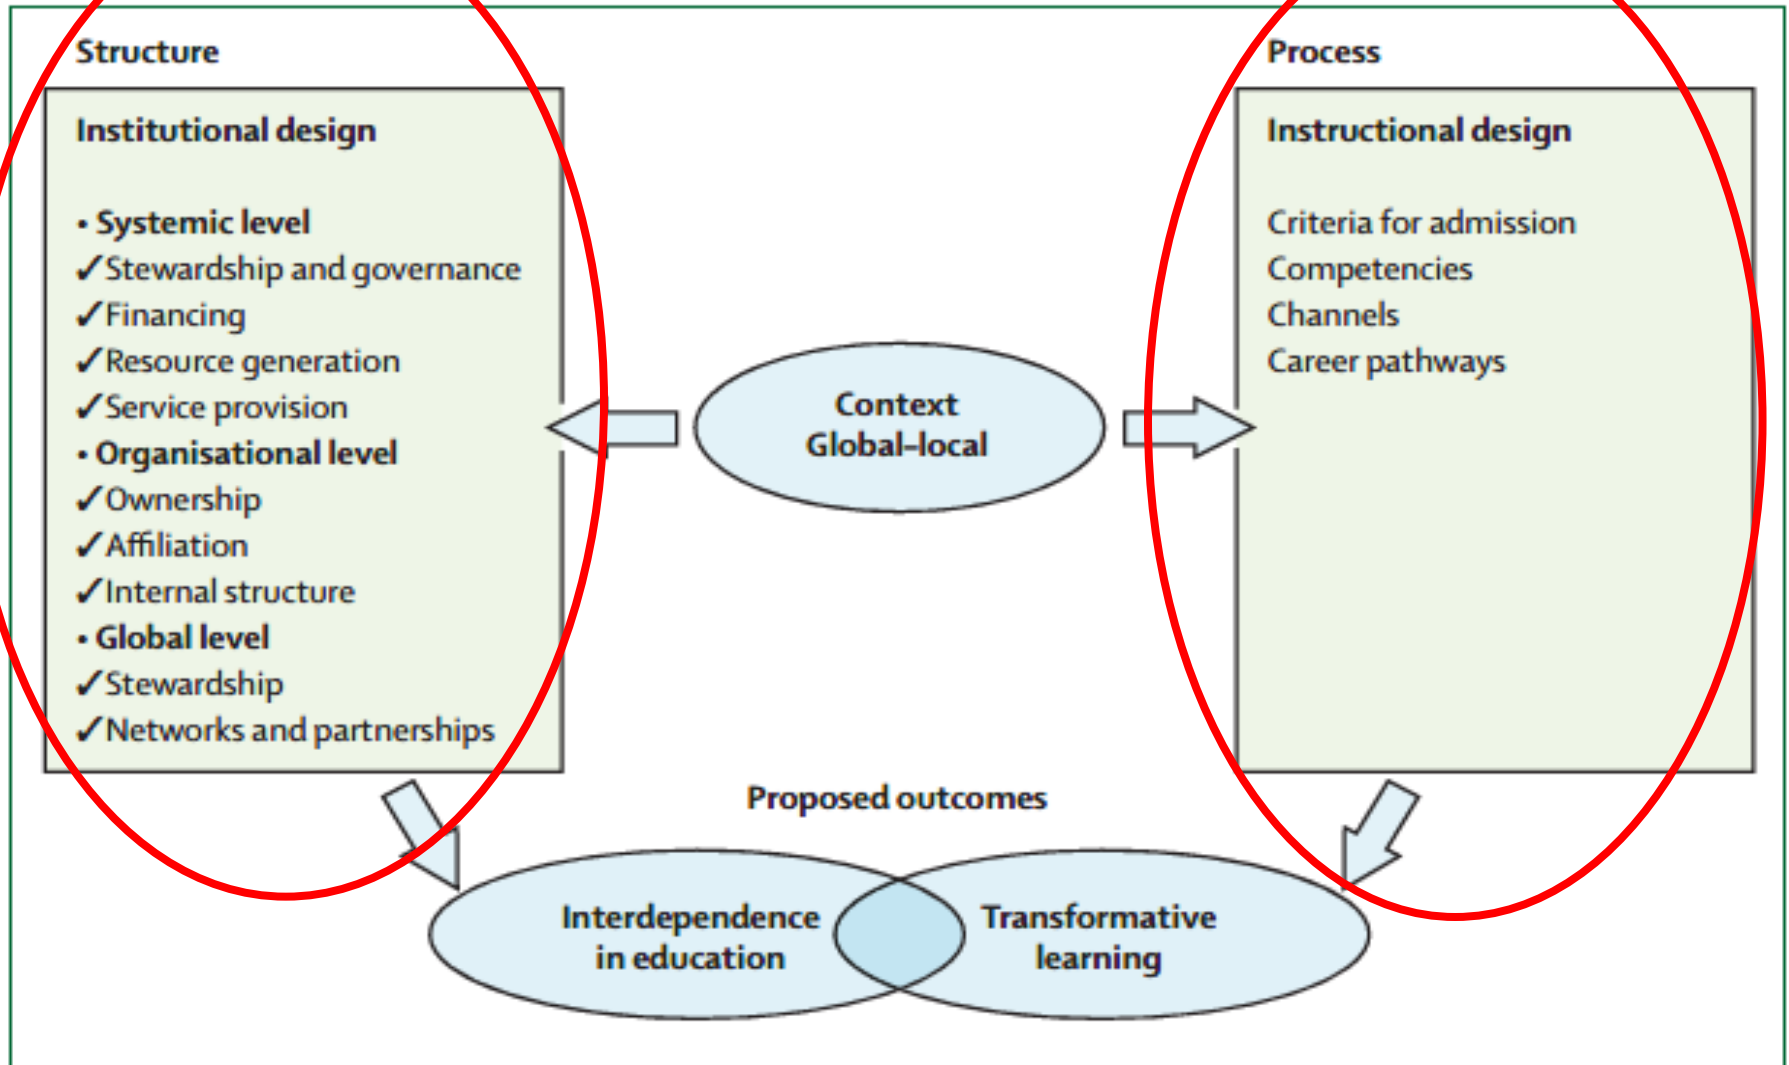 Structure
Institutional design
• Systemic level
✓Stewardship and governance
✓Financing
✓Resource generation
✓Service provision
• Organisational level
✓Ownership
✓Affiliation
✓Internal structure
• Global level
✓Stewardship
✓Networks and partnerships
Context
Global–local
Process
Instructional design
Criteria for admission
Competencies
Channels
Career pathways
Proposed outcomes
Interdependence
in education
Transformative
learning